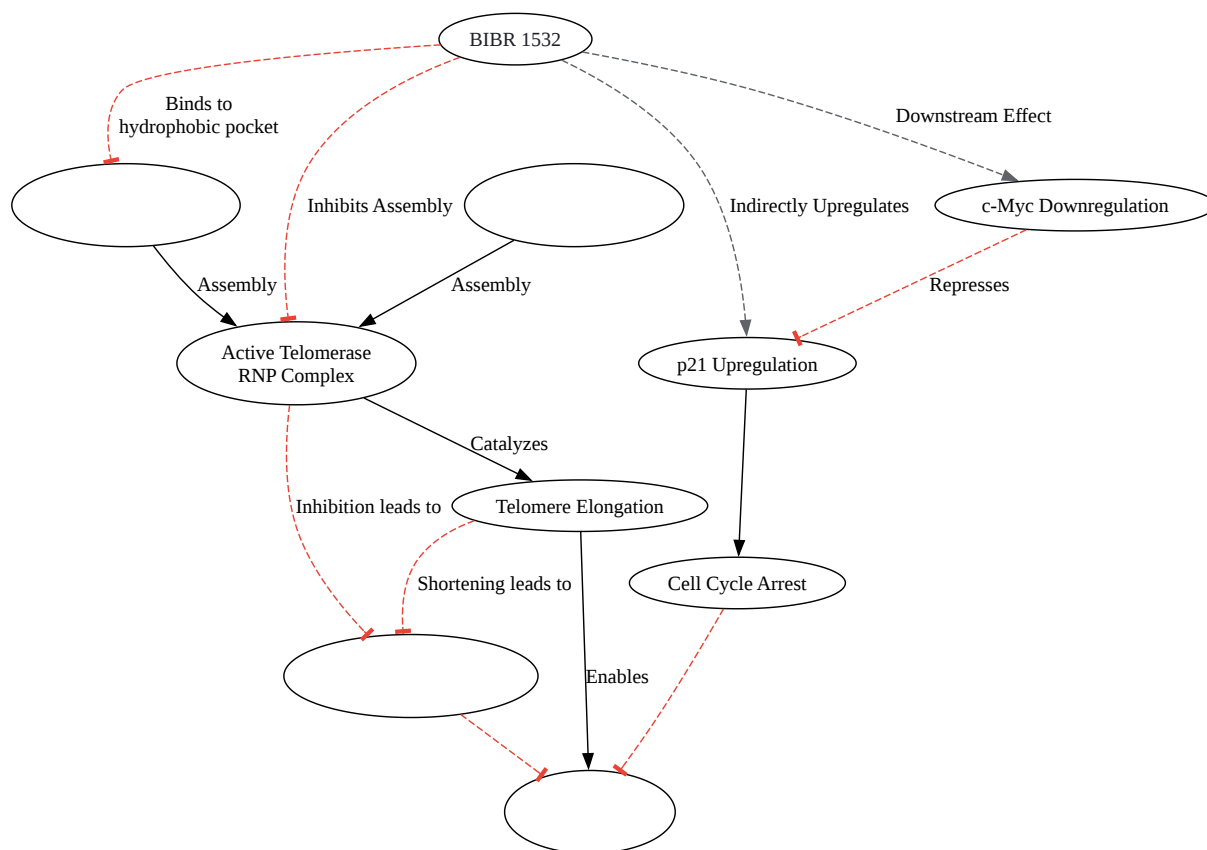 BIBR 1532
Binds to
hydrophobic pocket
Downstream Effect
Inhibits Assembly
Indirectly Upregulates
c-Myc Downregulation
Assembly
Assembly
Represses
Active Telomerase
RNP Complex
p21 Upregulation
Catalyzes
Inhibition leads to
Telomere Elongation
Shortening leads to
Cell Cycle Arrest
Enables